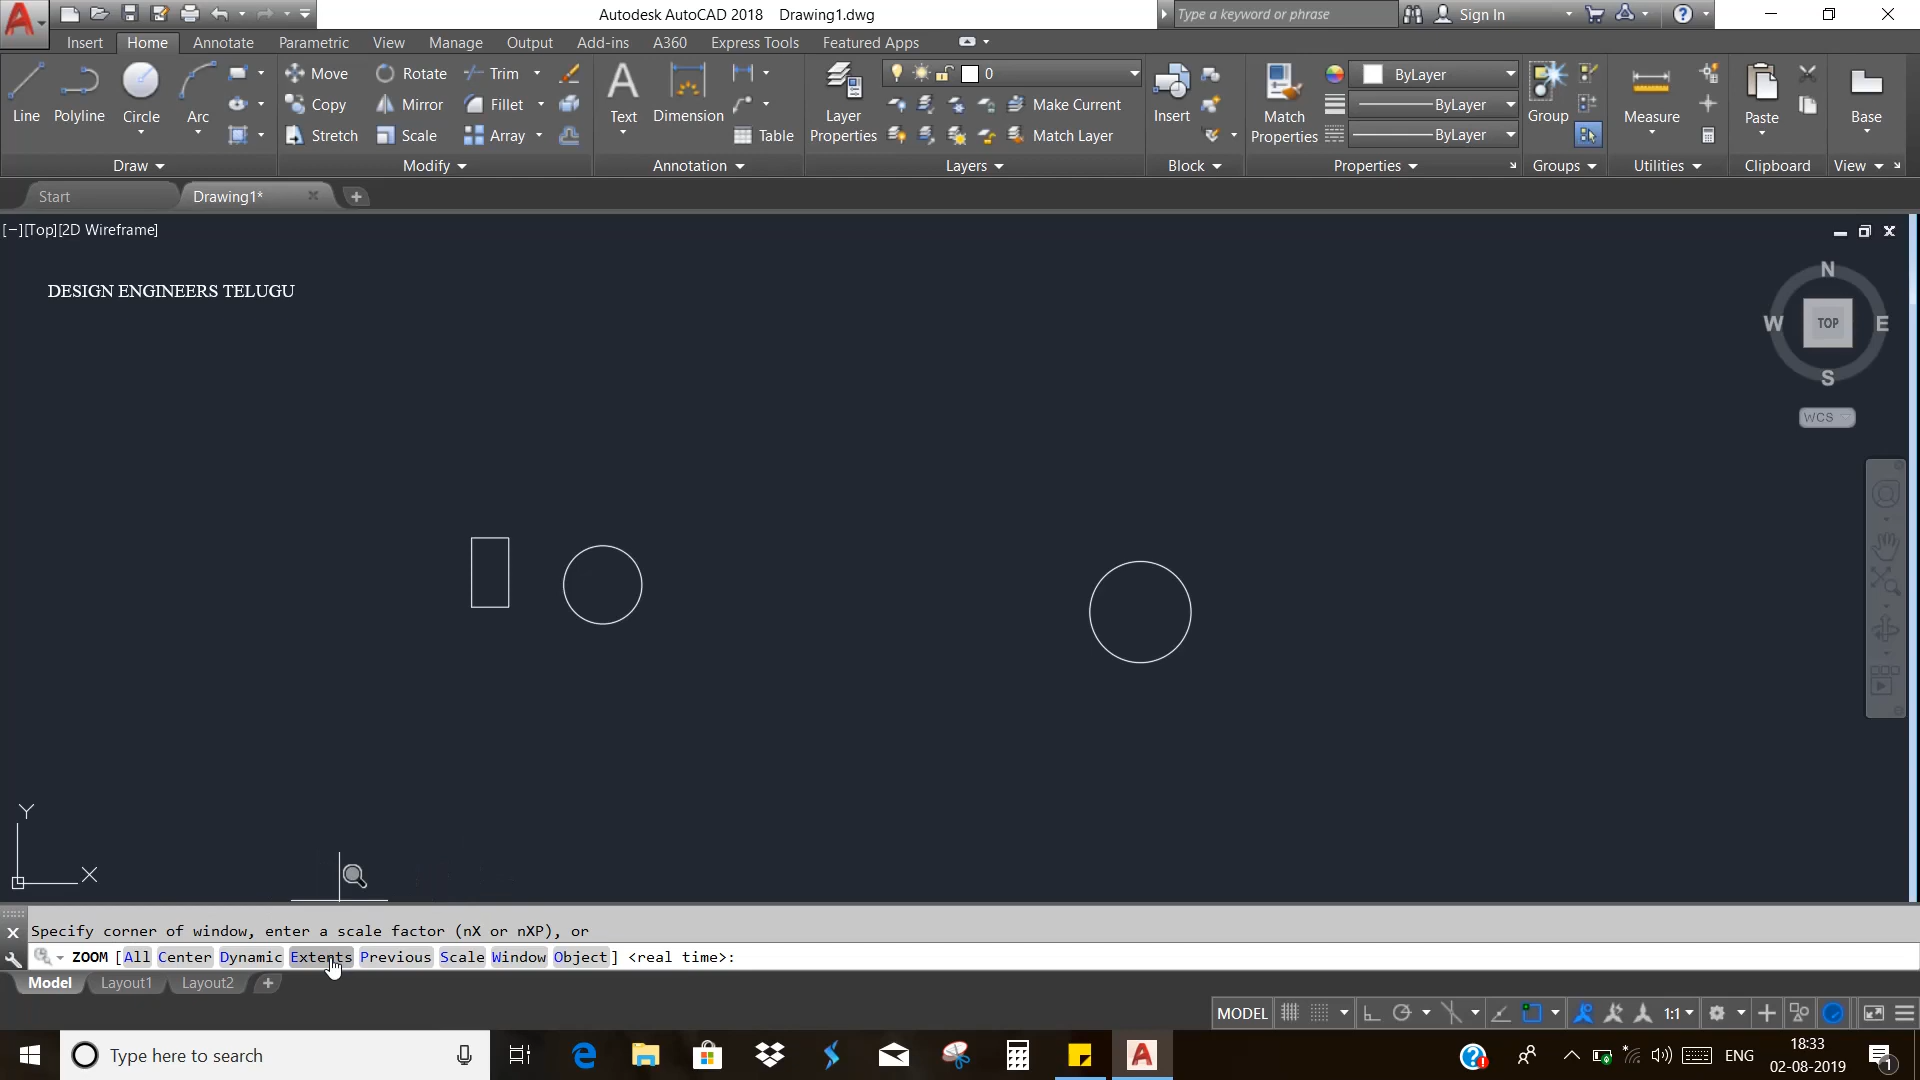 Autodesk AutoCAD 2018 Drawing1.dwg
Type a keyword or phrase
Sign In
Insert Home Annotate Parametric View Manage Output Add-ins A360 Express Tools Featured Apps
Line Polyline Circle Arc
Draw
Move Rotate Trim
Copy Mirror Fillet
Stretch Scale Array
Modify
Text Dimension Table
Annotation
Layer Properties
0
Make Current
Match Layer
Layers
Insert
Block
Match Properties
ByLayer
ByLayer
ByLayer
Properties
Group
Groups
Measure
Utilities
Paste
Clipboard
Base
View
Start Drawing1*
[−][Top][2D Wireframe]
DESIGN ENGINEERS TELUGU
N
W TOP E
S
WCS
Y
X
Specify corner of window, enter a scale factor (nX or nXP), or
ZOOM [All Center Dynamic Extents Previous Scale Window Object] <real time>:
Model Layout1 Layout2
MODEL 1:1
Type here to search
ENG
18:33
02-08-2019
1